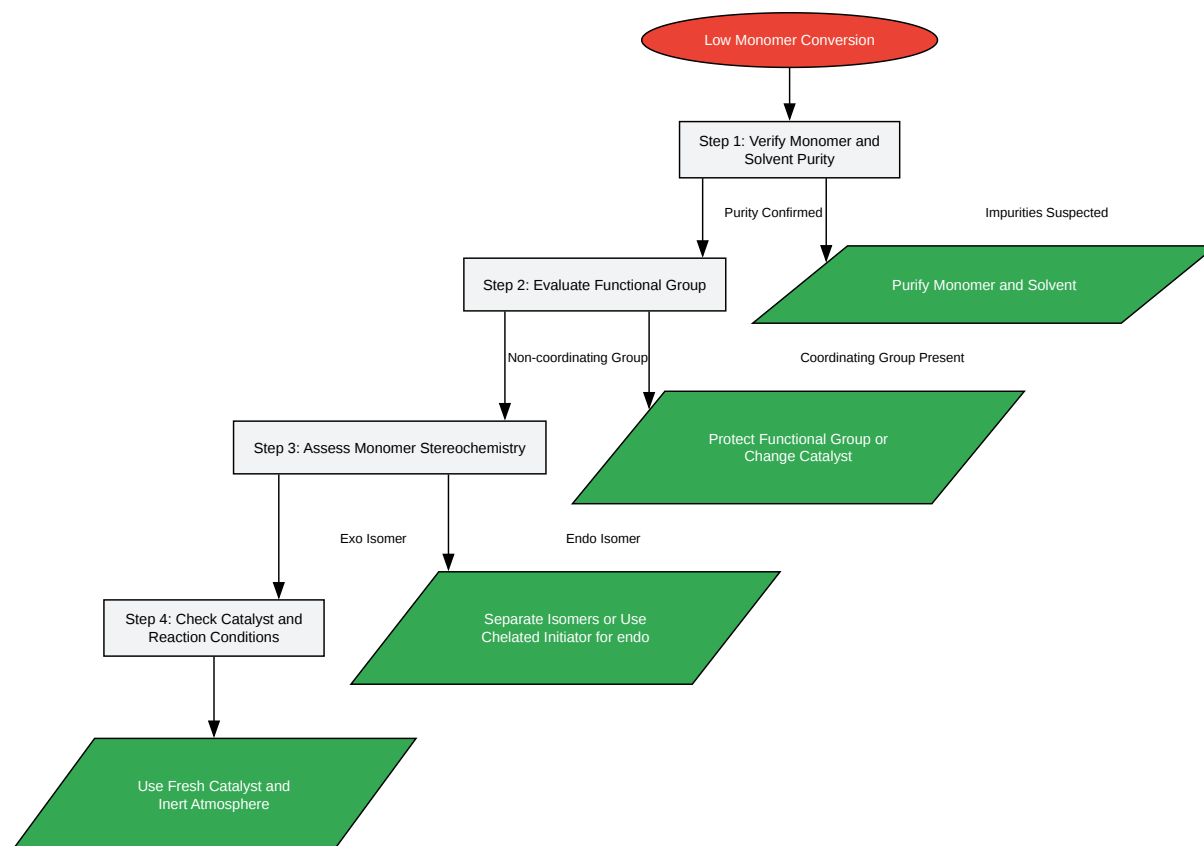 Low Monomer Conversion
Step 1: Verify Monomer and
Solvent Purity
Purity Confirmed
Impurities Suspected
Step 2: Evaluate Functional Group
Purify Monomer and Solvent
Non-coordinating Group
Coordinating Group Present
Step 3: Assess Monomer Stereochemistry
Protect Functional Group or
Change Catalyst
Exo Isomer
Endo Isomer
Step 4: Check Catalyst and
Reaction Conditions
Separate Isomers or Use
Chelated Initiator for endo
Use Fresh Catalyst and
Inert Atmosphere